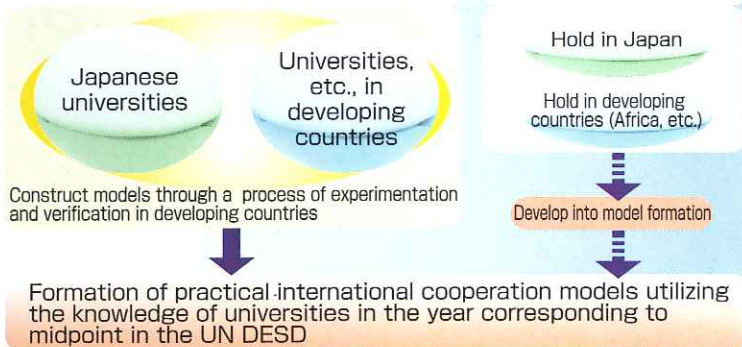 Japanese
universities
Universities,
etc., in
developing
countries
Construct models through a process of experimentation
and verification in developing countries
Hold in Japan
Hold in developing
countries (Africa, etc.)
Develop into model formation
Formation of practical international cooperation models utilizing
the knowledge of universities in the year corresponding to
midpoint in the UN DESD